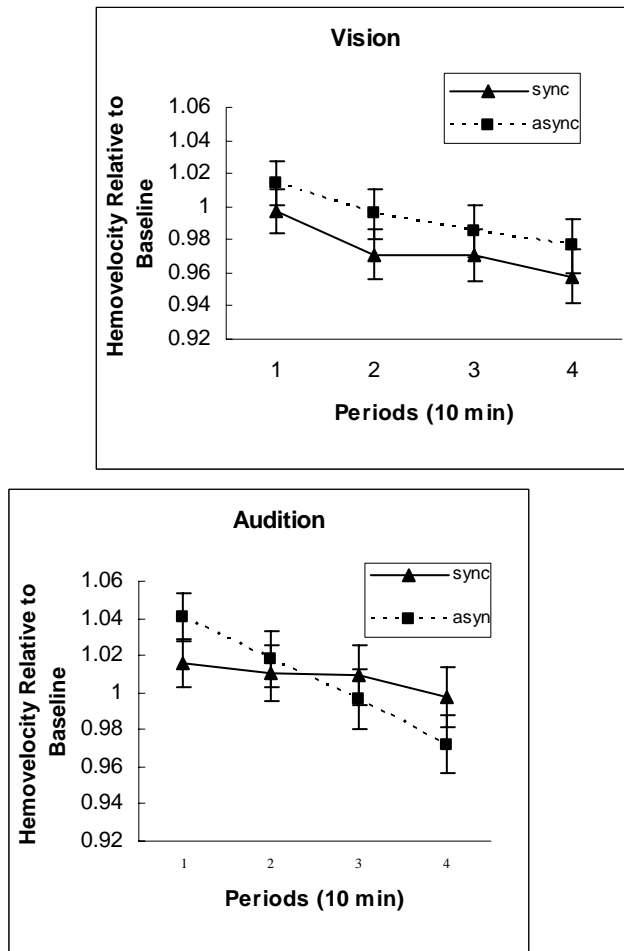 Vision
sync
async
1.06
1.04
1.02
1
0.98
0.96
0.94
0.92
Hemovelocity Relative to
Baseline
1 2 3 4
Periods (10 min)
Audition
sync
asyn
1.06
1.04
1.02
1
0.98
0.96
0.94
0.92
Hemovelocity Relative to
Baseline
1 2 3 4
Periods (10 min)